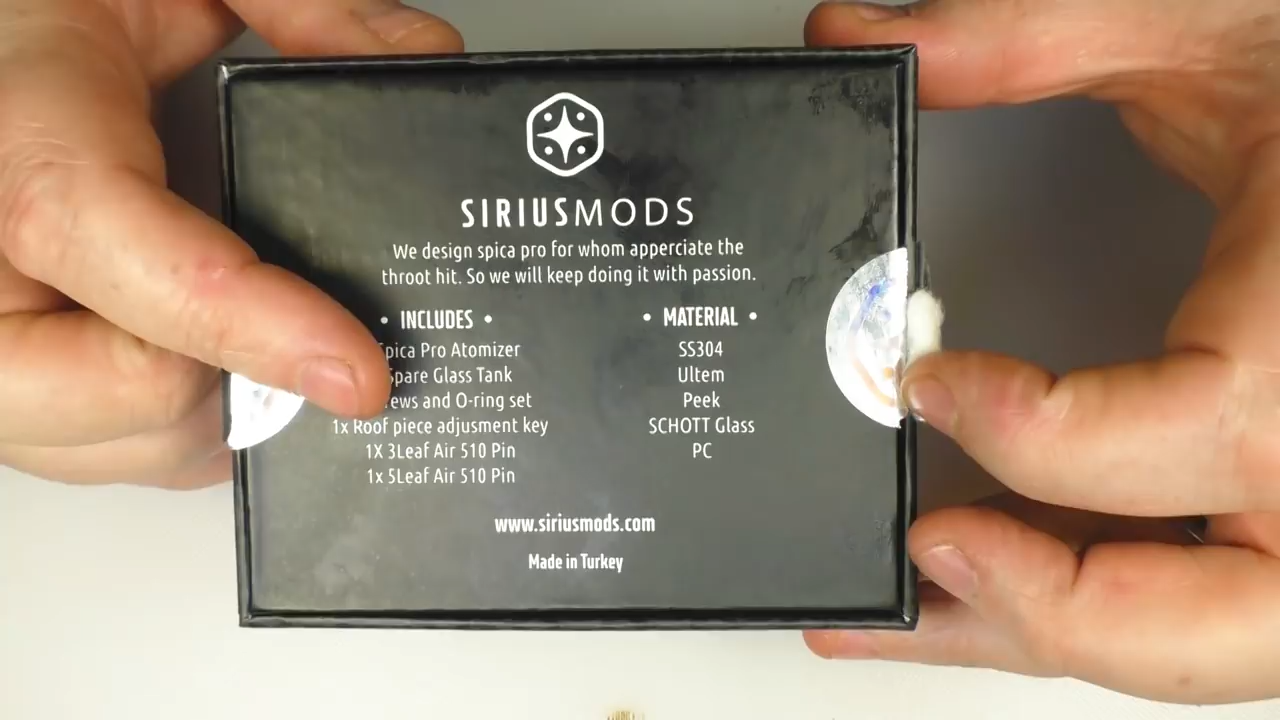 SIRIUSMODS
We design spica pro for whom apperciate the
throot hit. So we will keep doing it with passion.
• INCLUDES •
Spica Pro Atomizer
Spare Glass Tank
O-ring set
and
1x Roof piece adjusment key
1X 3Leaf Air 510 Pin
1x 5Leaf Air 510 Pin
• MATERIAL •
SS304
Ultem
Peek
SCHOTT Glass
PC
www.siriusmods.com
Made in Turkey